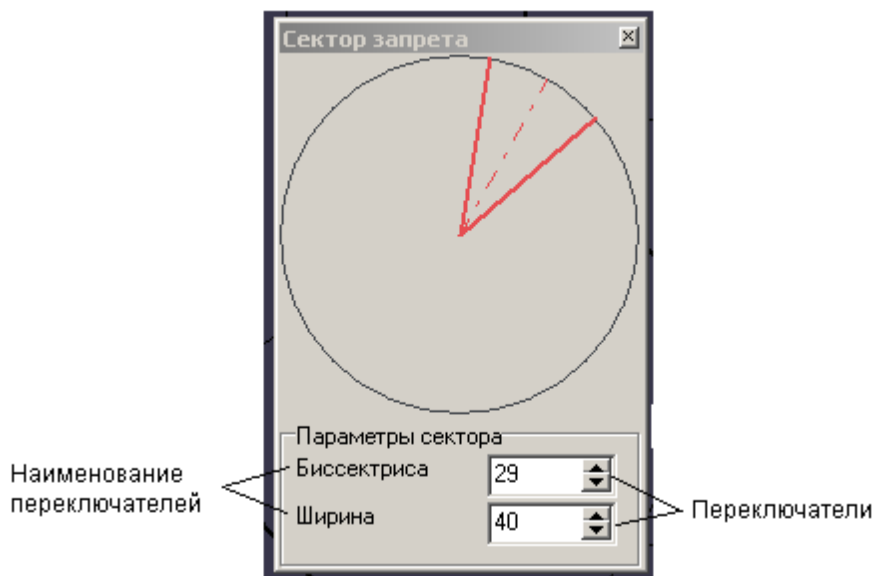 Сектор запрета
Параметры сектора
Биссектриса
29
Ширина
40
Наименование
переключателей
Переключатели